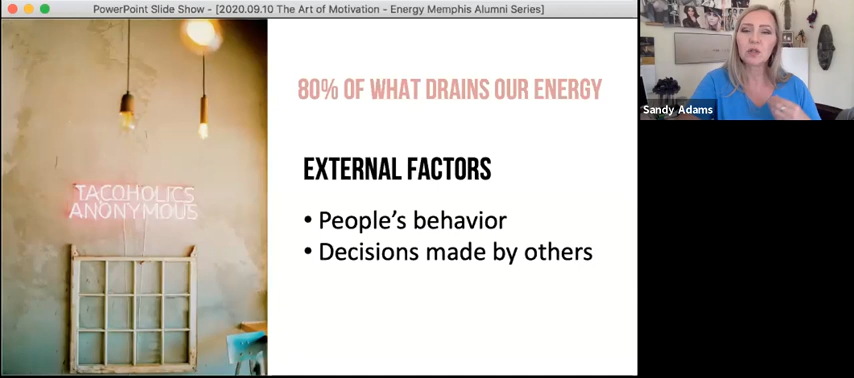 PowerPoint Slide Show - [2020.09.10 The Art of Motivation - Energy Memphis Alumni Series]
80% OF WHAT DRAINS OUR ENERGY
EXTERNAL FACTORS
• People's behavior
• Decisions made by others
TACOHOLICS
ANONYMOUS
Sandy Adams